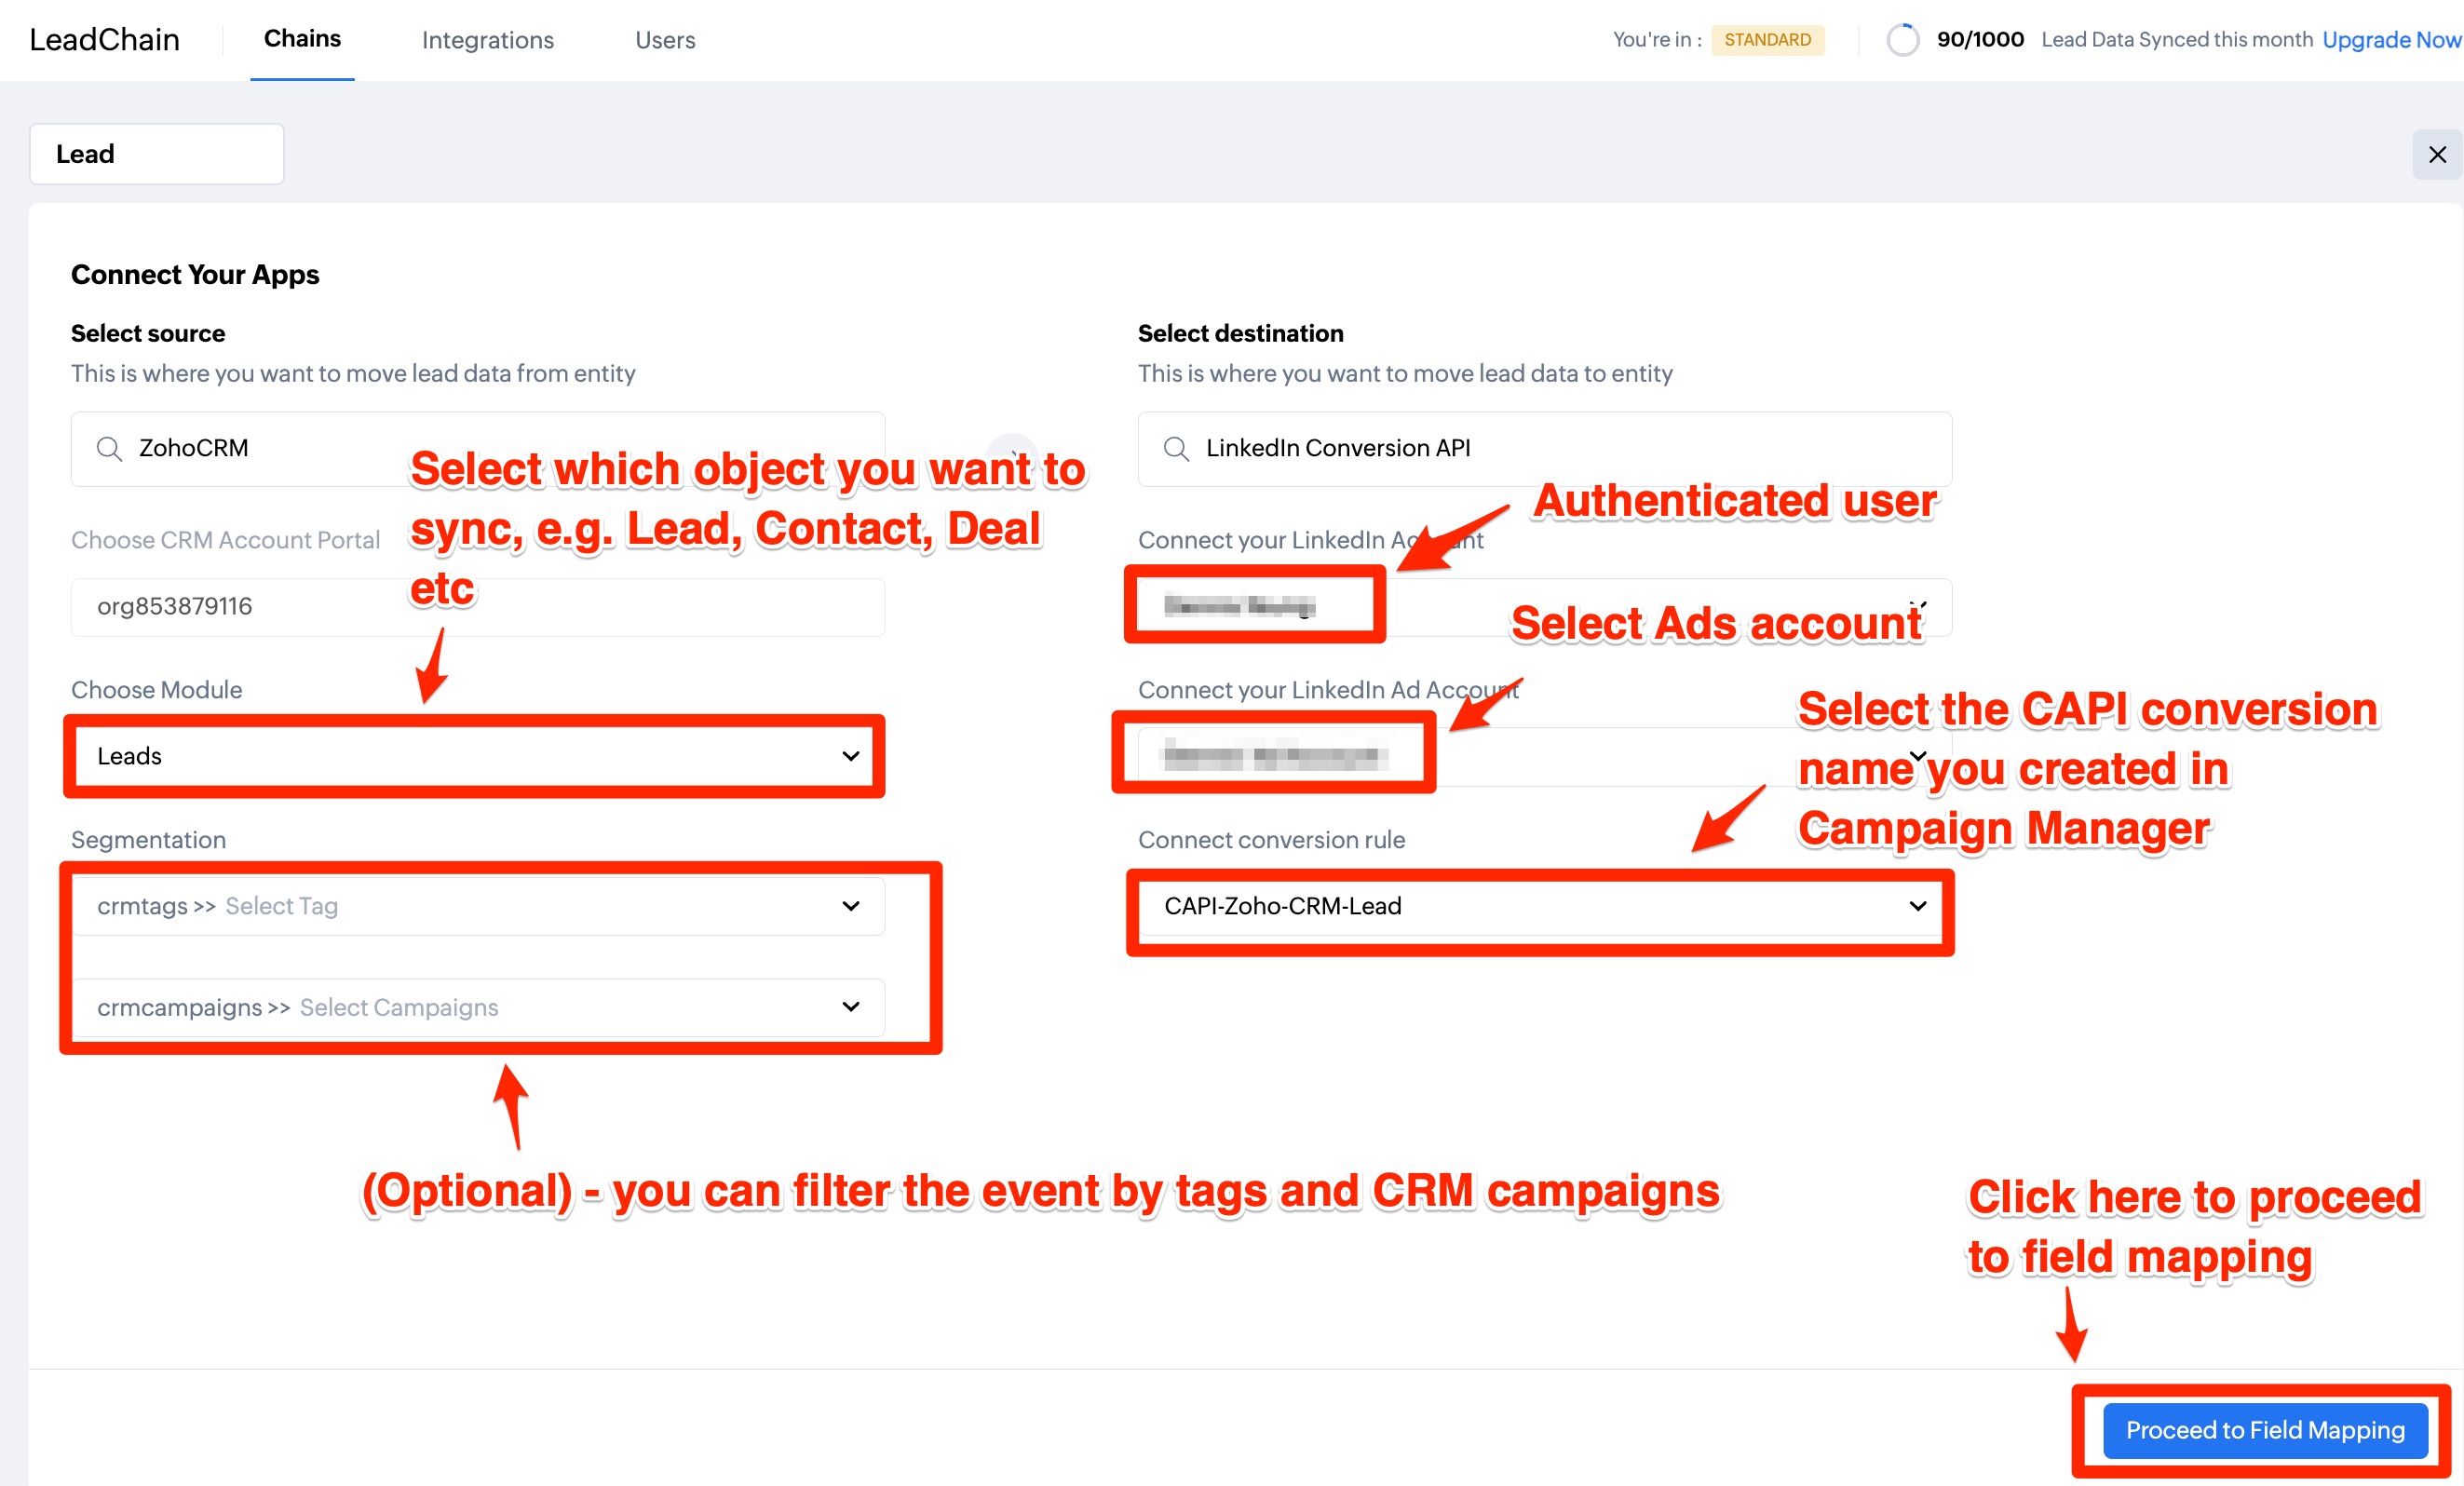 LeadChain
Chains
Integrations
Users
You're in :
STANDARD
90/1000
Lead Data Synced this month
Upgrade Now
Lead
Connect Your Apps
Select source
This is where you want to move lead data from entity
ZohoCRM
Select which object you want to
sync, e.g. Lead, Contact, Deal
etc
Choose CRM Account Portal
org853879116
Choose Module
Leads
Segmentation
crmtags >> Select Tag
crmcampaigns >> Select Campaigns
(Optional) - you can filter the event by tags and CRM campaigns
Select destination
This is where you want to move lead data to entity
LinkedIn Conversion API
Authenticated user
Connect your LinkedIn Account
Select Ads account
Connect your LinkedIn Ad Account
Select the CAPI conversion
name you created in
Campaign Manager
Connect conversion rule
CAPI-Zoho-CRM-Lead
Click here to proceed
to field mapping
Proceed to Field Mapping